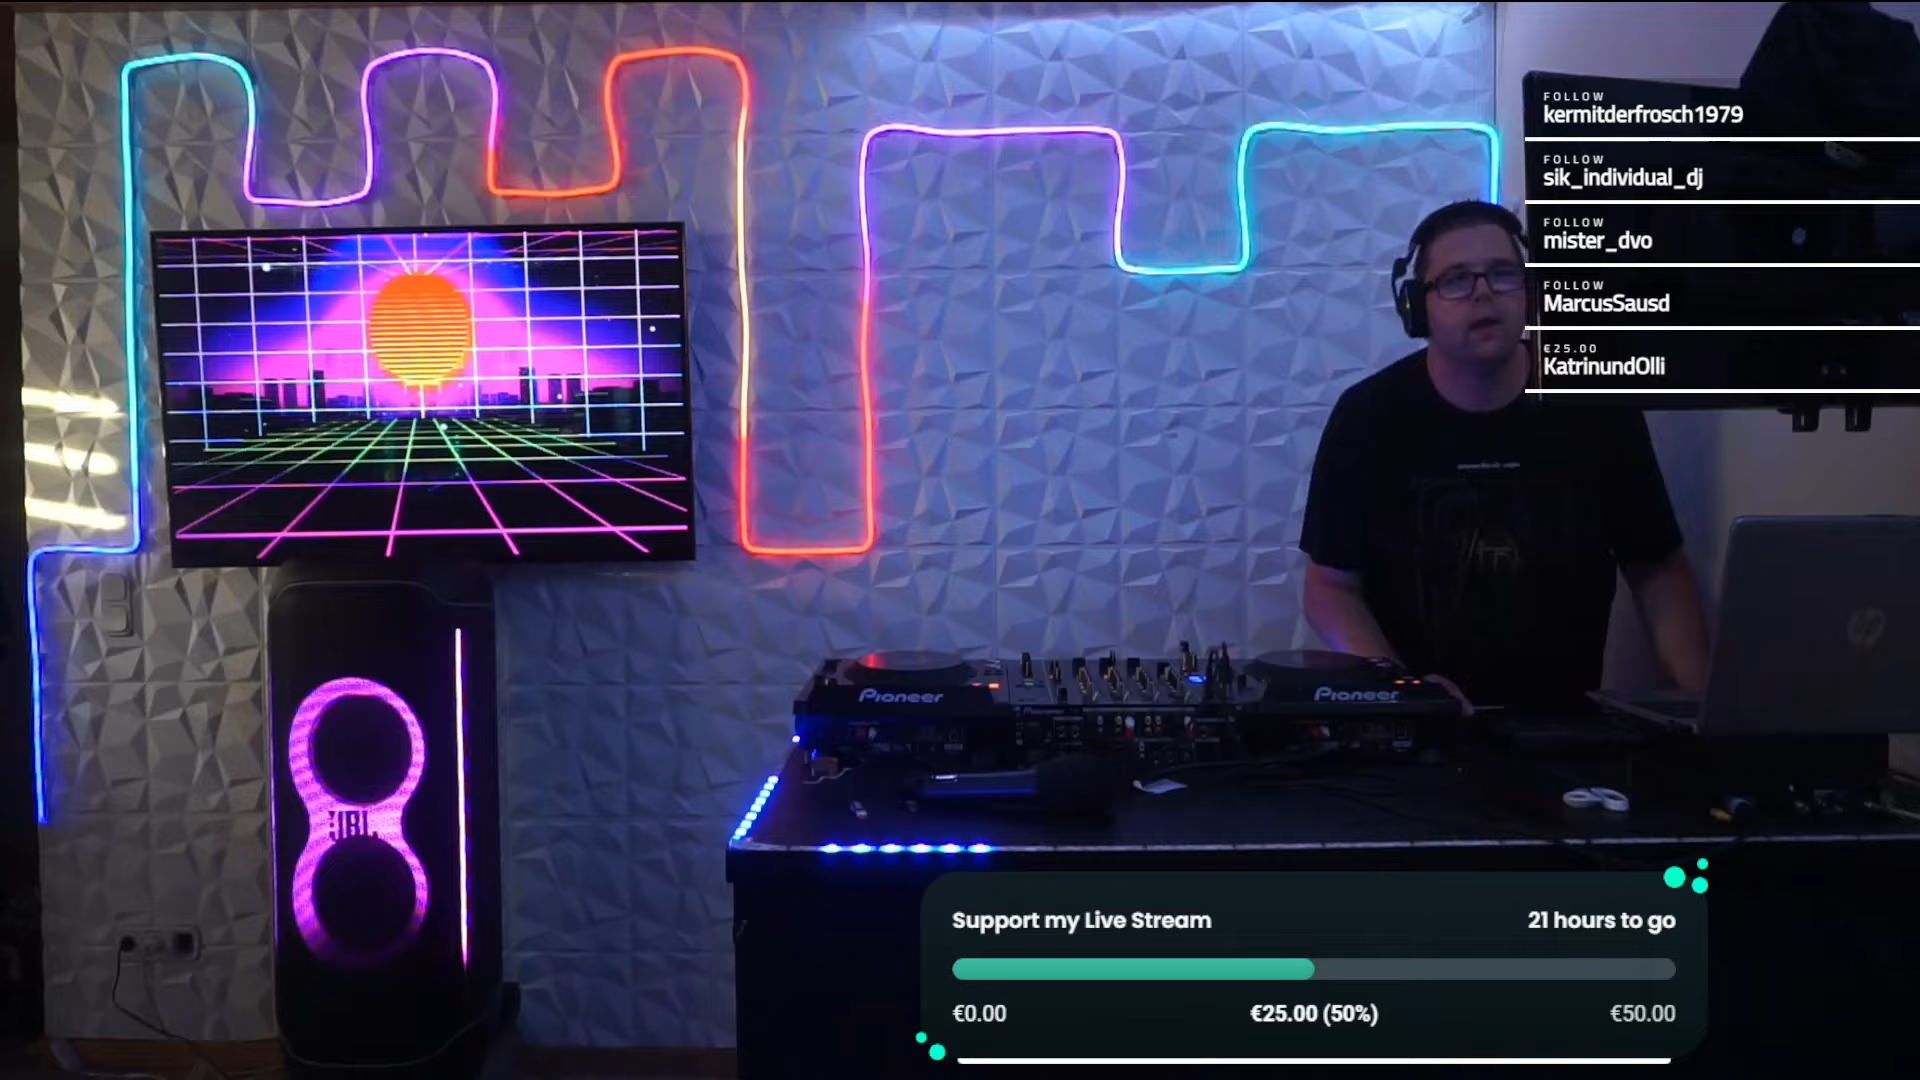 FOLLOW
kermitderfrosch1979
FOLLOW
sik_individual_dj
FOLLOW
mister_dvo
FOLLOW
MarcusSausd
€25.00
KatrinundOlli
Pioneer
Pioneer
hp
JBL
Support my Live Stream
21 hours to go
€0.00
€25.00 (50%)
€50.00